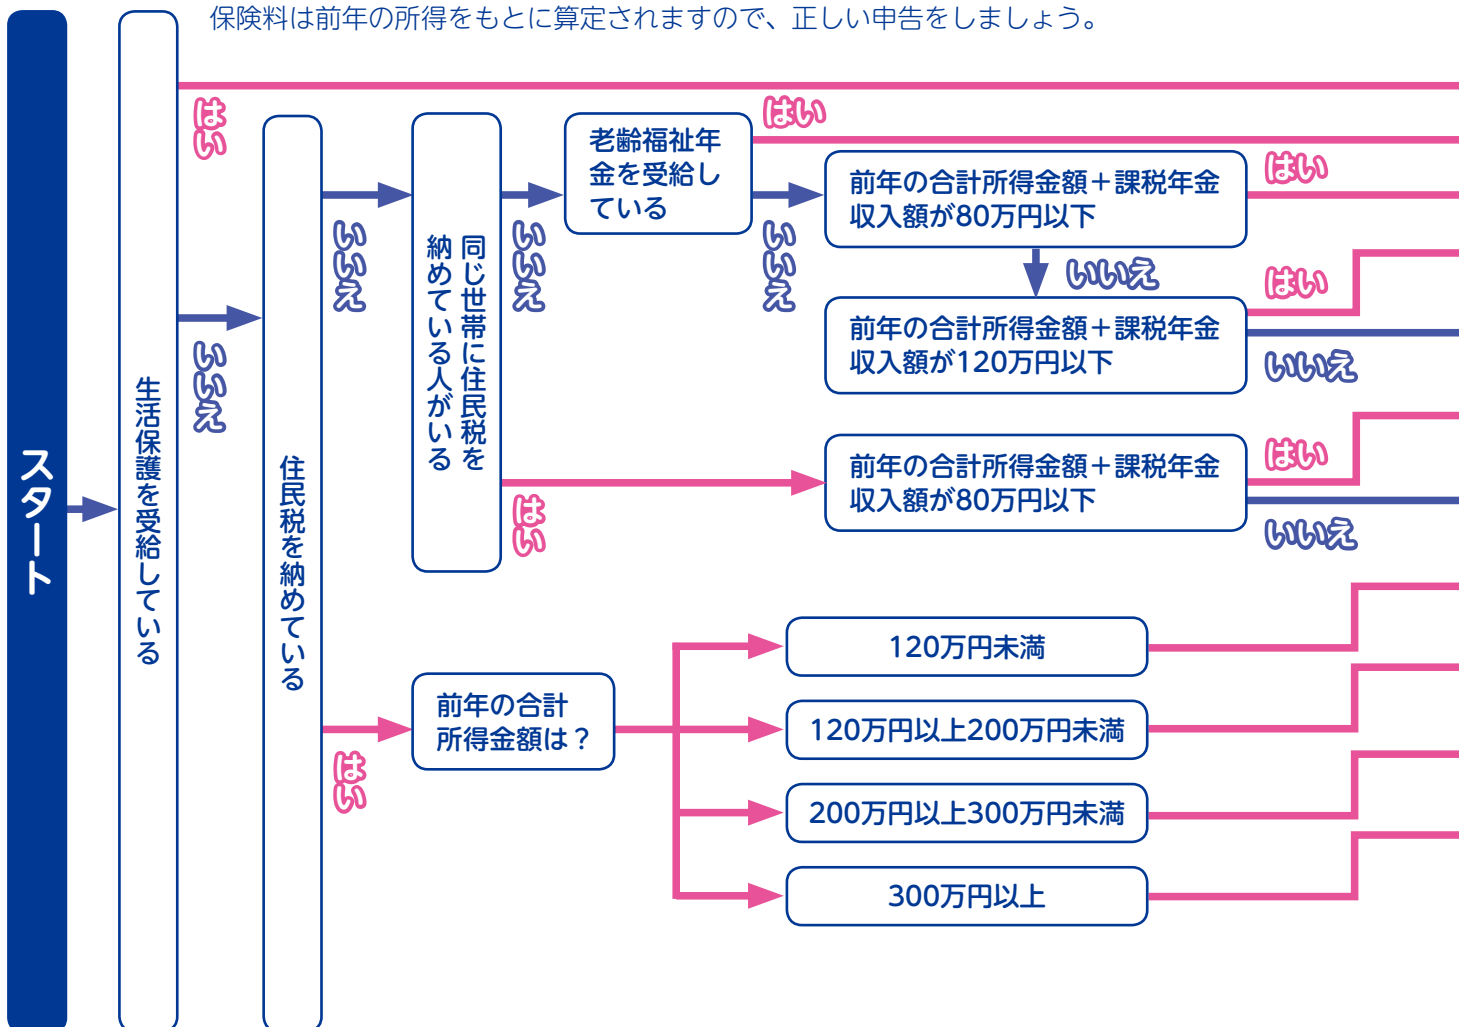 保険料は前年の所得をもとに算定されますので、正しい申告をしましょう。
スタート
生活保護を受給している
はい
いいえ
住民税を納めている
いいえ
はい
同じ世帯に住民税を
納めている人がいる
いいえ
はい
老齢福祉年
金を受給し
ている
はい
いいえ
前年の合計所得金額＋課税年金
収入額が80万円以下
はい
いいえ
前年の合計所得金額＋課税年金
収入額が120万円以下
はい
いいえ
前年の合計所得金額＋課税年金
収入額が80万円以下
はい
いいえ
前年の合計
所得金額は？
120万円未満
120万円以上200万円未満
200万円以上300万円未満
300万円以上